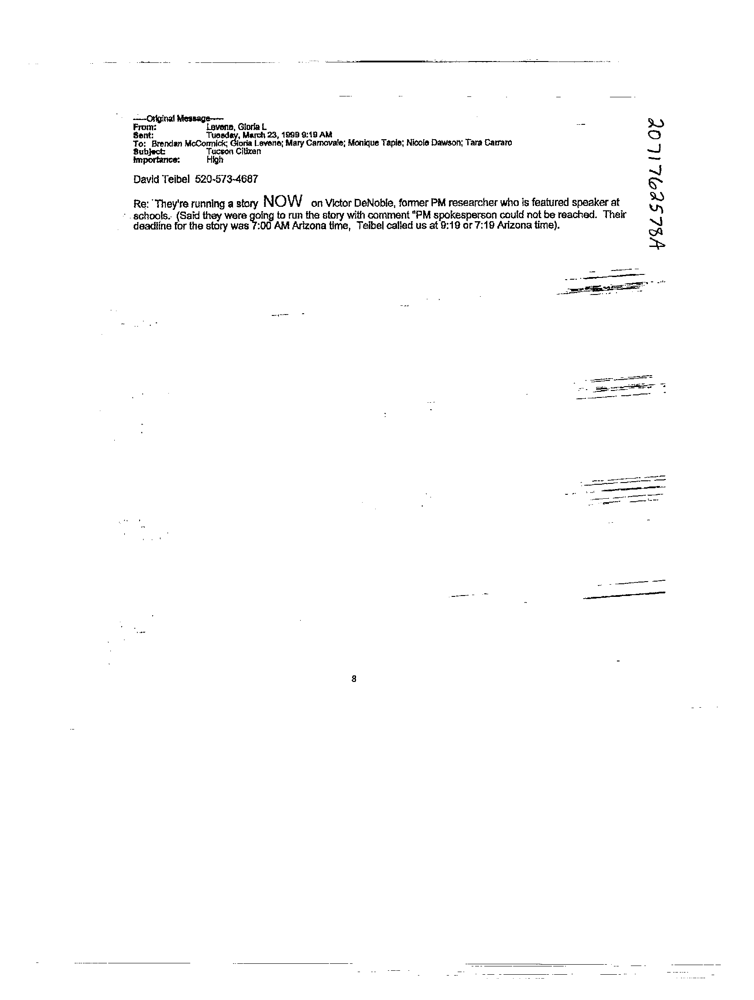 -----Original Message-----
From: Levene, Gloria L
Sent: Tuesday, March 23, 1999 9:19 AM
To: Brendan McCormick; Gloria Levene; Mary Carnovale; Monique Tapie; Nicole Dawson; Tara Carraro
Subject: Tucson Citizen
Importance: High
David Teibel 520-573-4687
Re: They're running a story NOW on Victor DeNoble, former PM researcher who is featured speaker at
schools. (Said they were going to run the story with comment "PM spokesperson could not be reached. Their
deadline for the story was 7:00 AM Arizona time, Teibel called us at 9:19 or 7:19 Arizona time).
2071762578A
8